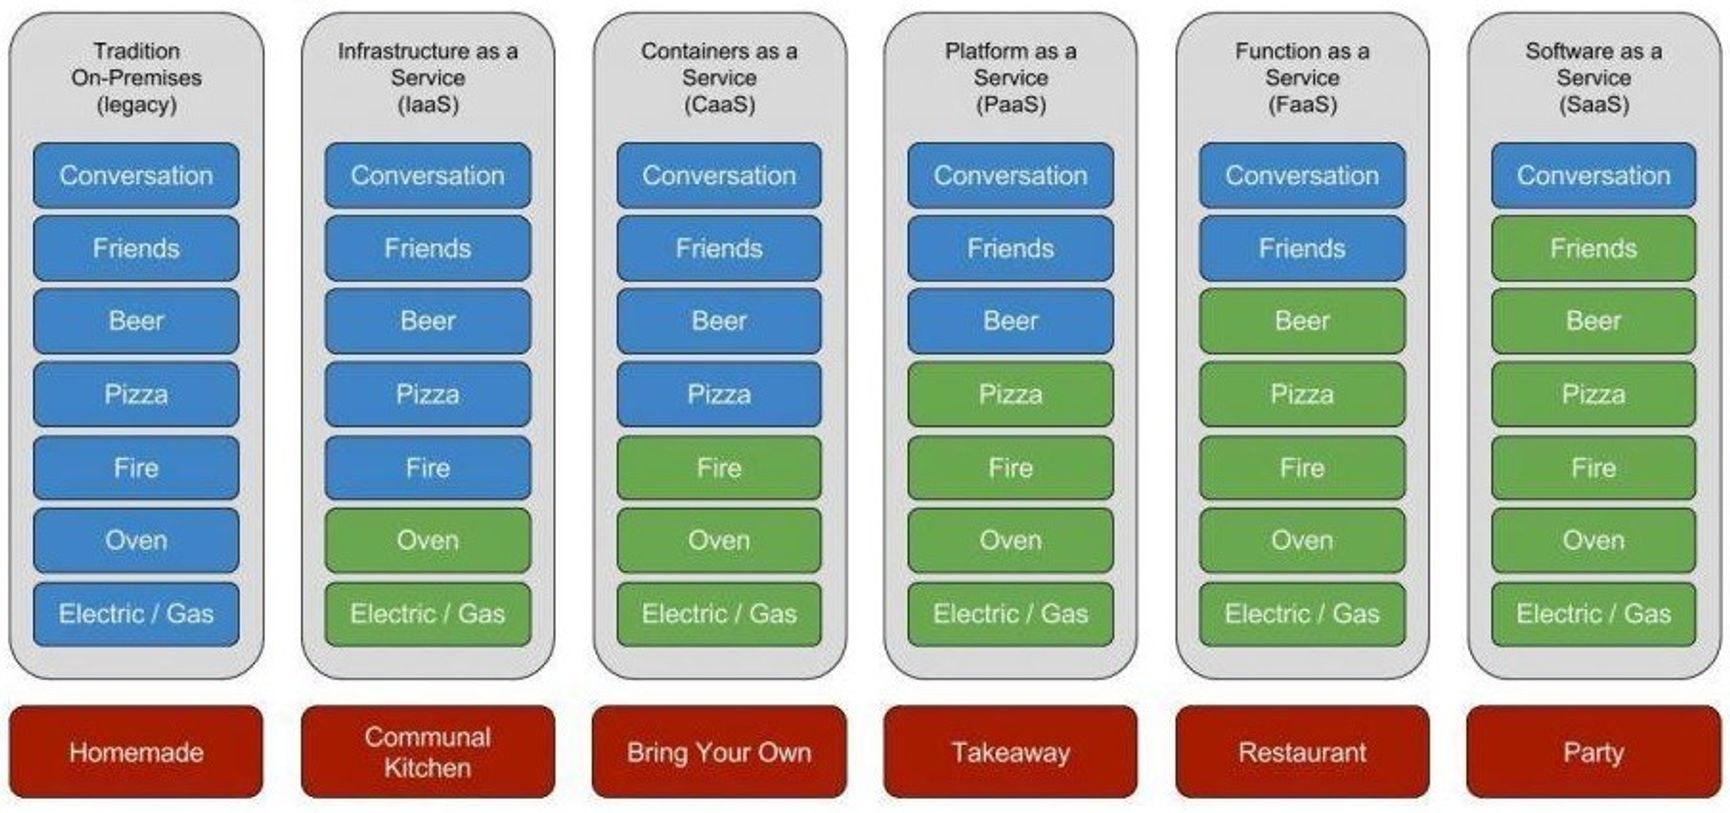 Tradition
On-Premises
(legacy)
Conversation
Friends
Beer
Pizza
Fire
Oven
Electric / Gas
Homemade
Infrastructure as a
Service
(IaaS)
Conversation
Friends
Beer
Pizza
Fire
Oven
Electric / Gas
Communal
Kitchen
Containers as a
Service
(CaaS)
Conversation
Friends
Beer
Pizza
Fire
Oven
Electric / Gas
Bring Your Own
Platform as a
Service
(PaaS)
Conversation
Friends
Beer
Pizza
Fire
Oven
Electric / Gas
Takeaway
Function as a
Service
(FaaS)
Conversation
Friends
Beer
Pizza
Fire
Oven
Electric / Gas
Restaurant
Software as a
Service
(SaaS)
Conversation
Friends
Beer
Pizza
Fire
Oven
Electric / Gas
Party